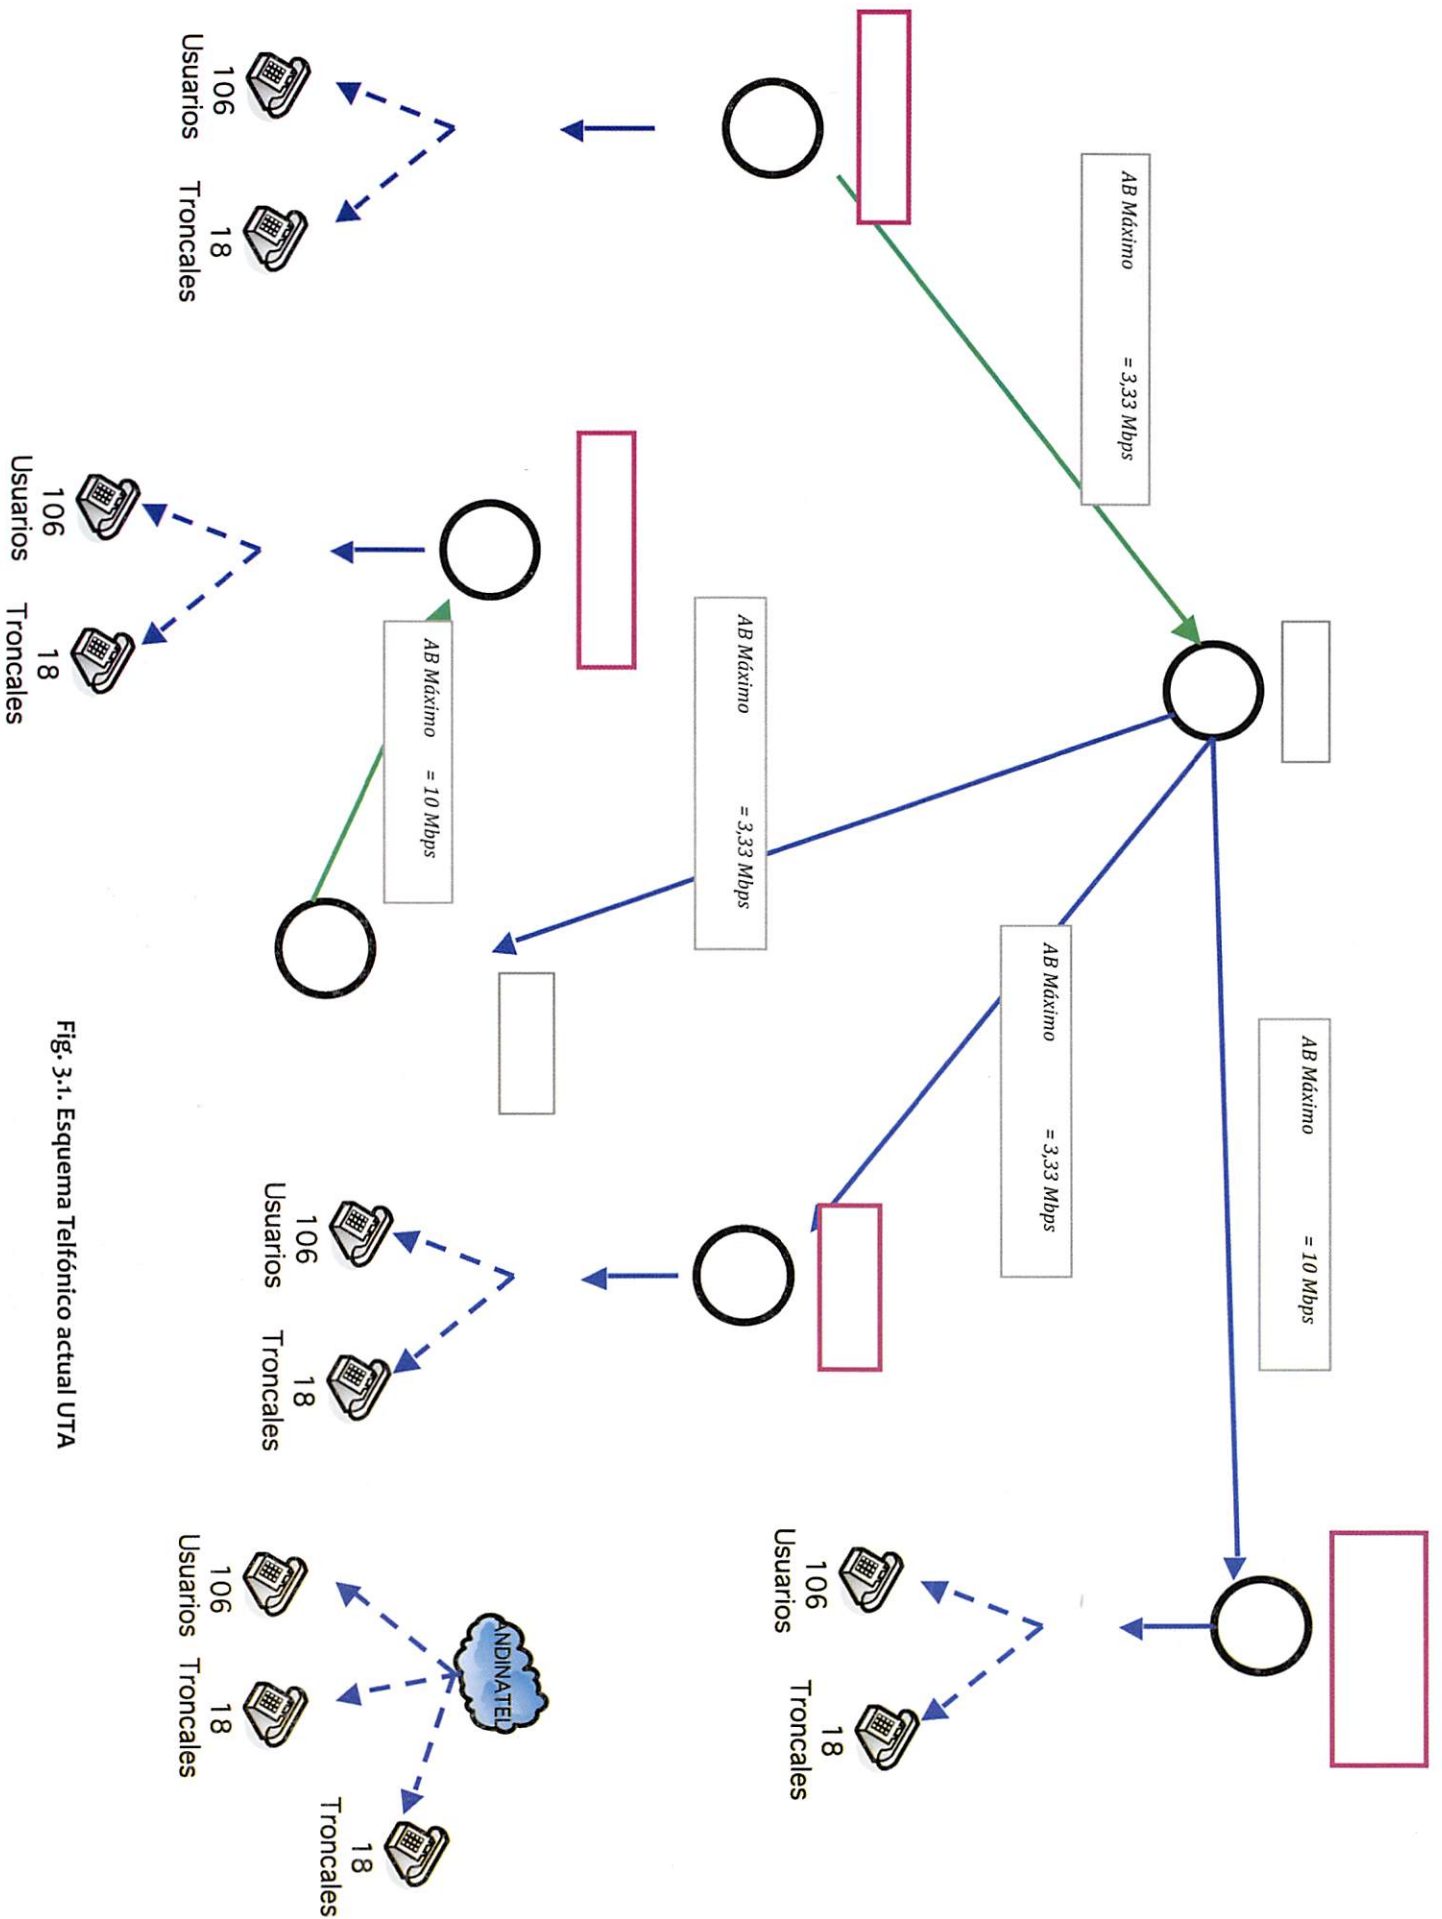 AB Máximo = 10 Mbps
AB Máximo = 3,33 Mbps
AB Máximo = 3,33 Mbps
AB Máximo = 3,33 Mbps
AB Máximo = 10 Mbps
106
Usuarios
18
Troncales
106
Usuarios
18
Troncales
106
Usuarios
18
Troncales
106
Usuarios
18
Troncales
ANDINATEL
106
Usuarios
18
Troncales
18
Troncales
Fig. 3.1. Esquema Telfónico actual UTA